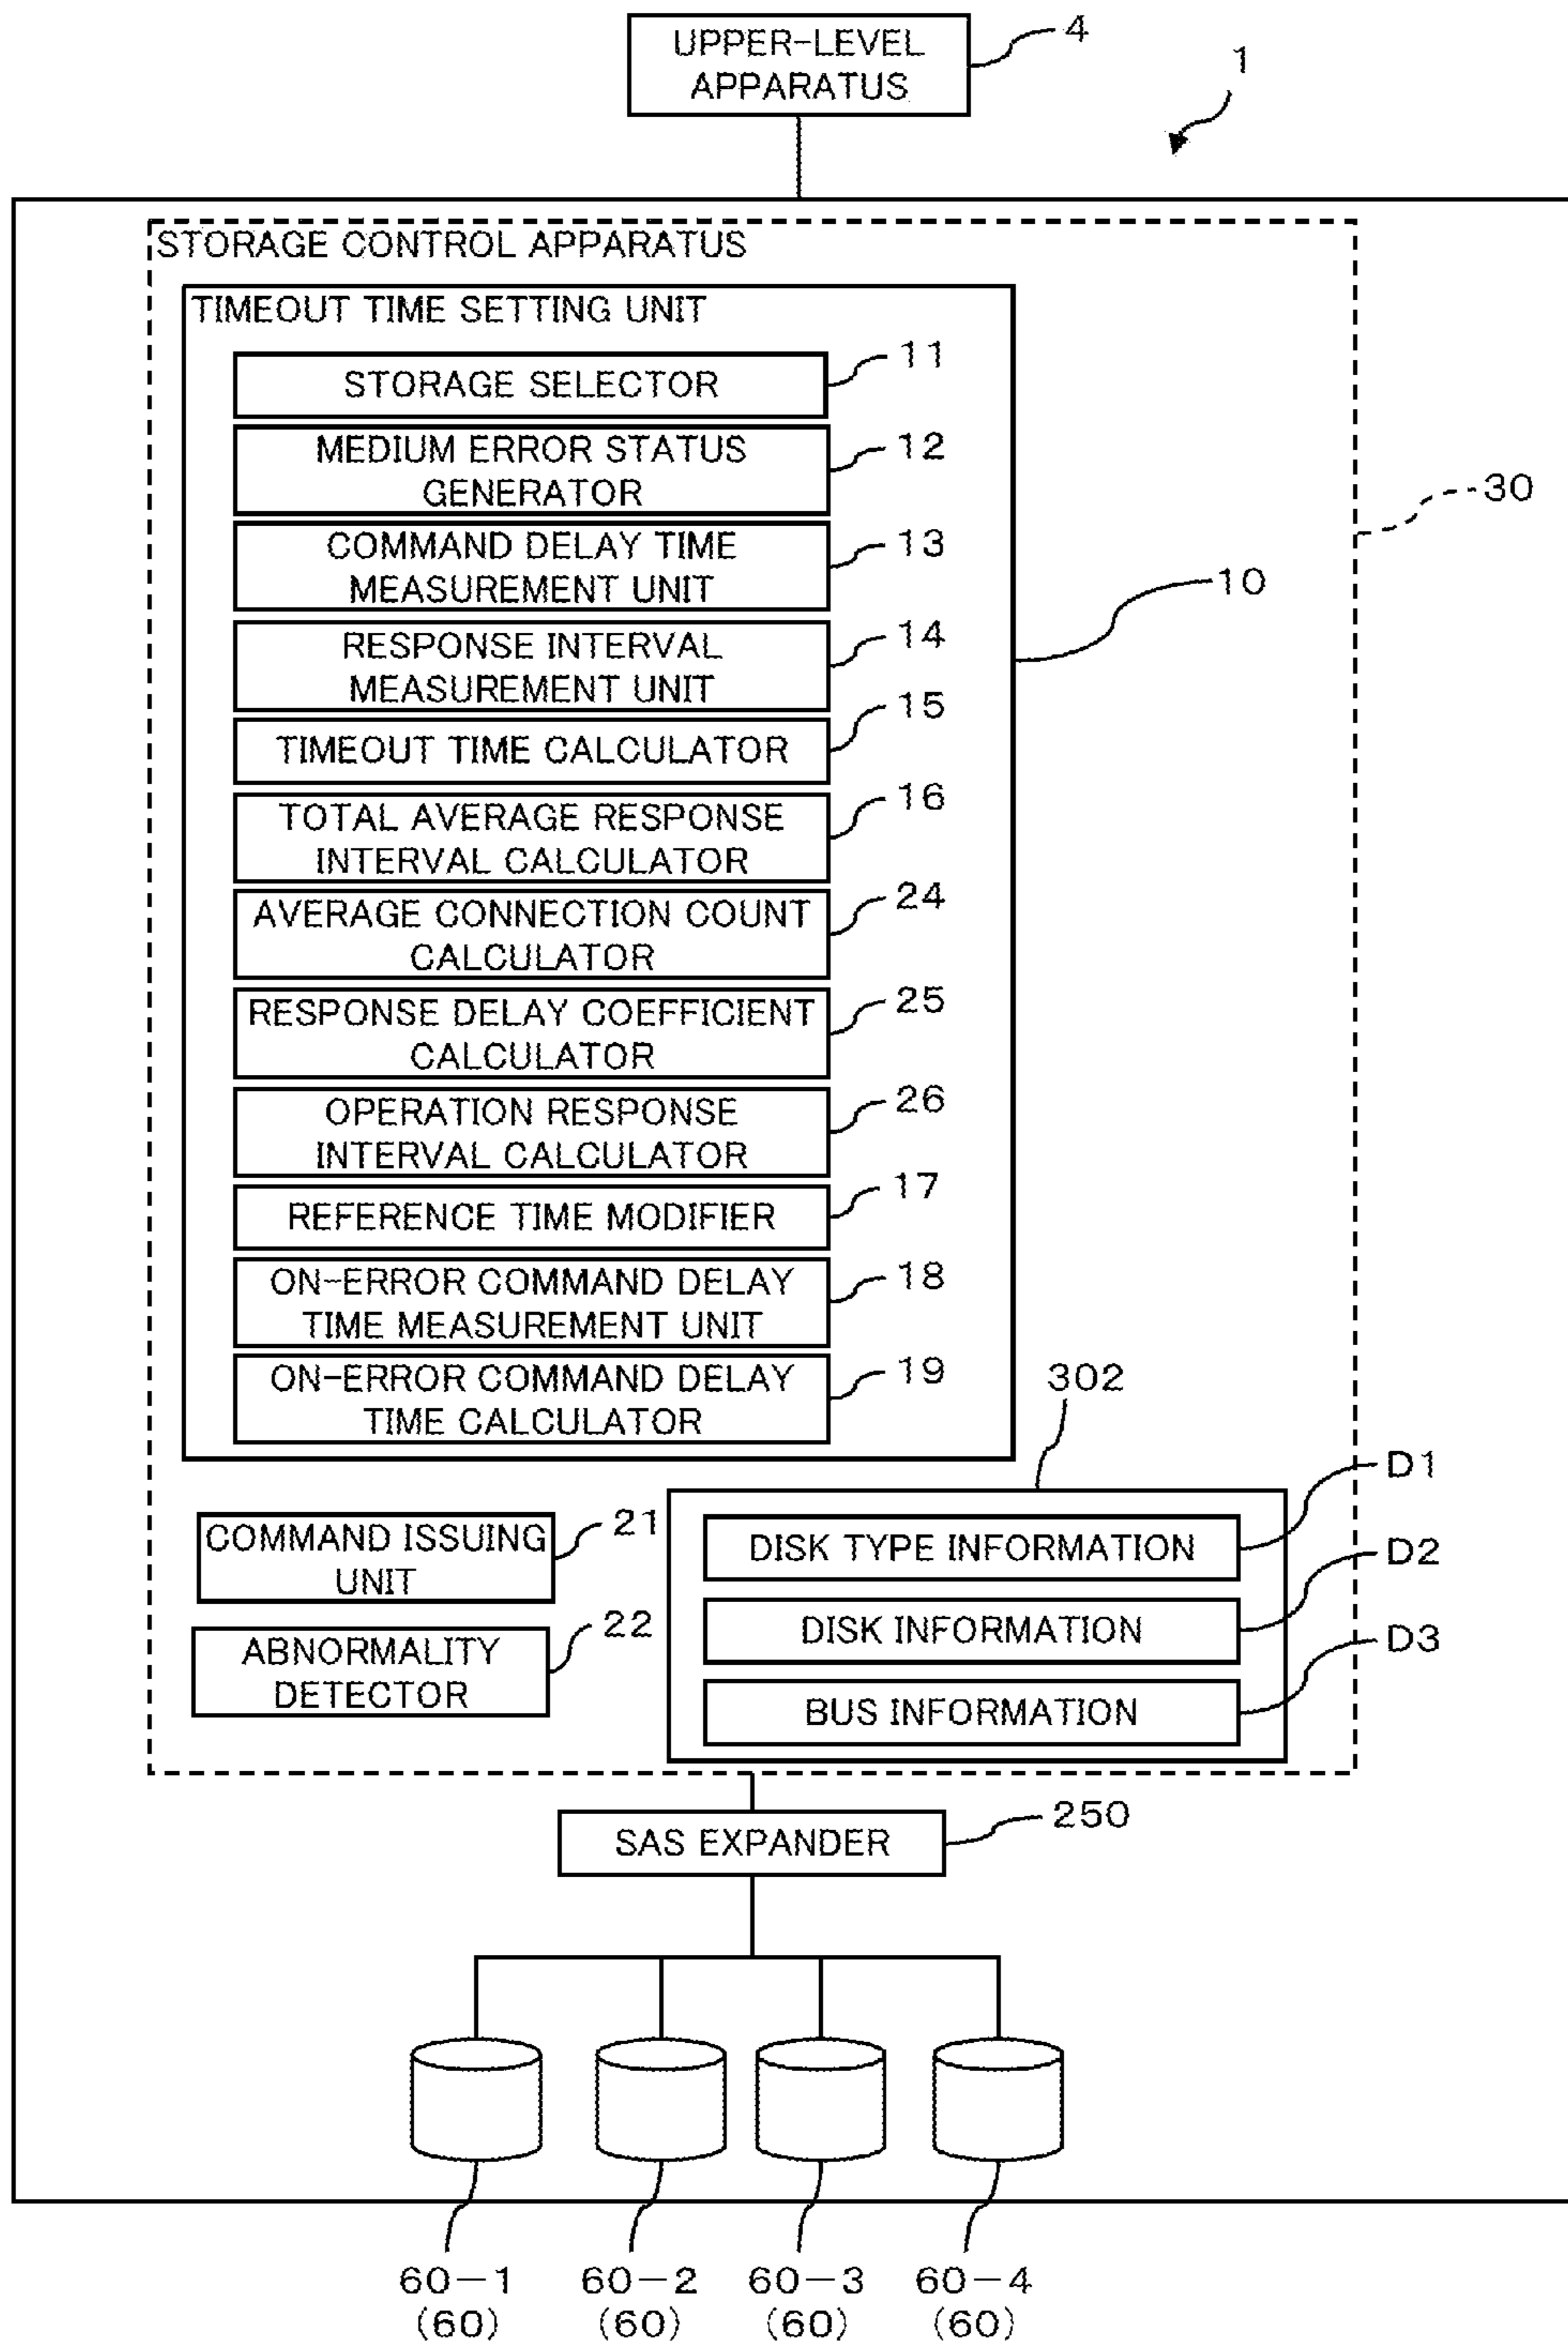 UPPER-LEVEL
APPARATUS
4
1
STORAGE CONTROL APPARATUS
TIMEOUT TIME SETTING UNIT
STORAGE SELECTOR
11
MEDIUM ERROR STATUS
GENERATOR
12
30
COMMAND DELAY TIME
MEASUREMENT UNIT
13
10
RESPONSE INTERVAL
MEASUREMENT UNIT
14
TIMEOUT TIME CALCULATOR
15
TOTAL AVERAGE RESPONSE
INTERVAL CALCULATOR
16
AVERAGE CONNECTION COUNT
CALCULATOR
24
RESPONSE DELAY COEFFICIENT
CALCULATOR
25
OPERATION RESPONSE
INTERVAL CALCULATOR
26
REFERENCE TIME MODIFIER
17
ON-ERROR COMMAND DELAY
TIME MEASUREMENT UNIT
18
ON-ERROR COMMAND DELAY
TIME CALCULATOR
19
302
COMMAND ISSUING
UNIT
21
DISK TYPE INFORMATION
D1
DISK INFORMATION
D2
ABNORMALITY
DETECTOR
22
BUS INFORMATION
D3
SAS EXPANDER
250
60-1
(60)
60-2
(60)
60-3
(60)
60-4
(60)